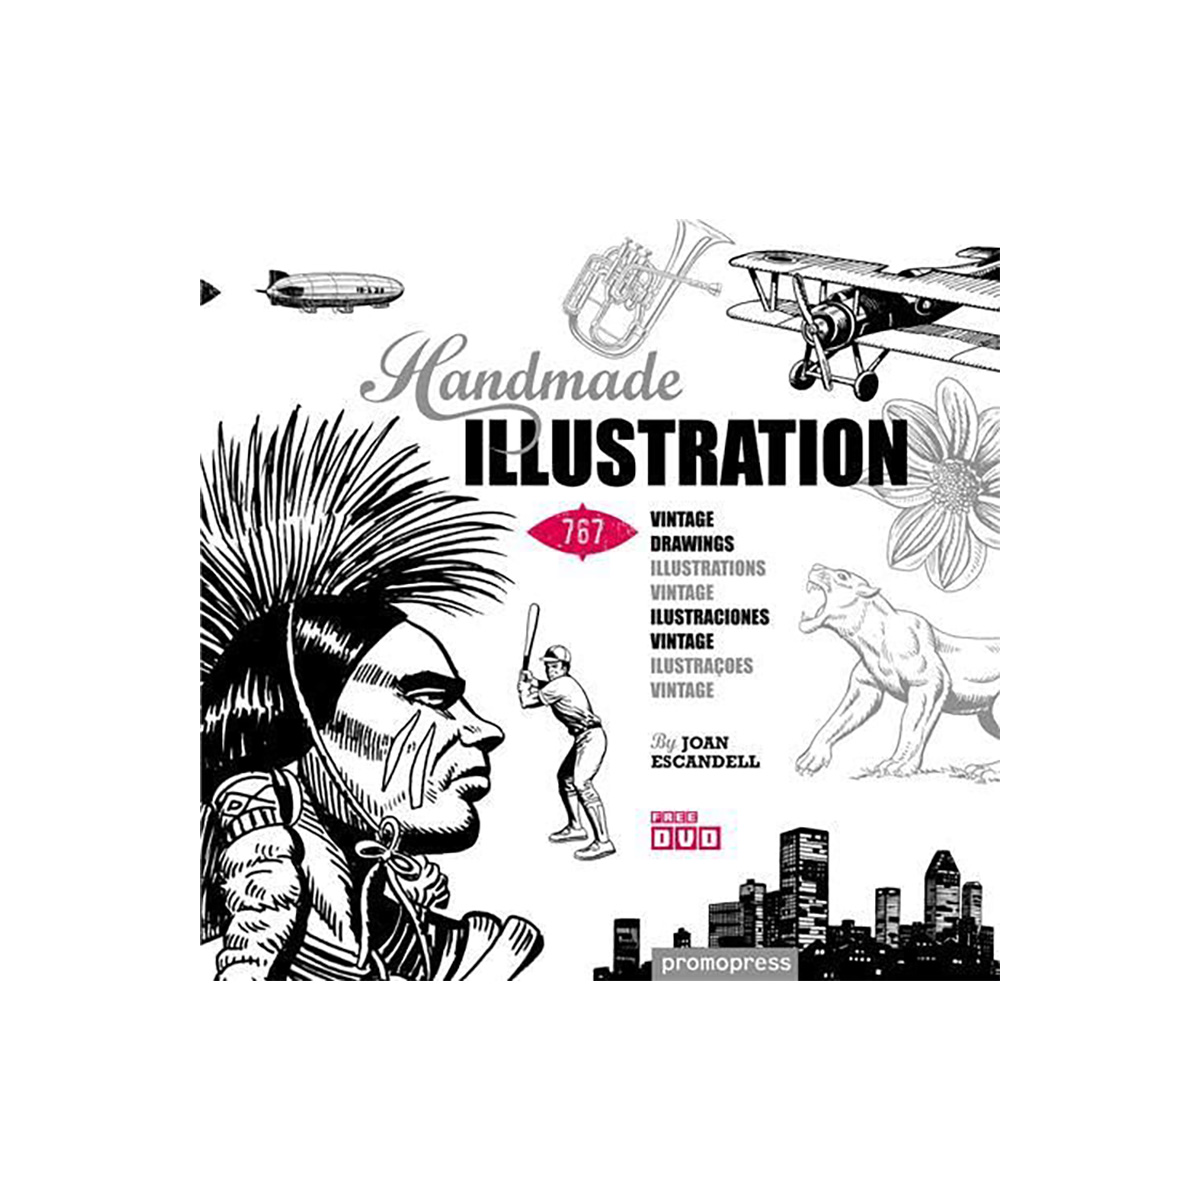 Handmade
ILLUSTRATION
767
VINTAGE
DRAWINGS
ILLUSTRATIONS
VINTAGE
ILUSTRACIONES
VINTAGE
ILUSTRAÇOES
VINTAGE
By JOAN
ESCANDELL
FREE
DVD
promopress